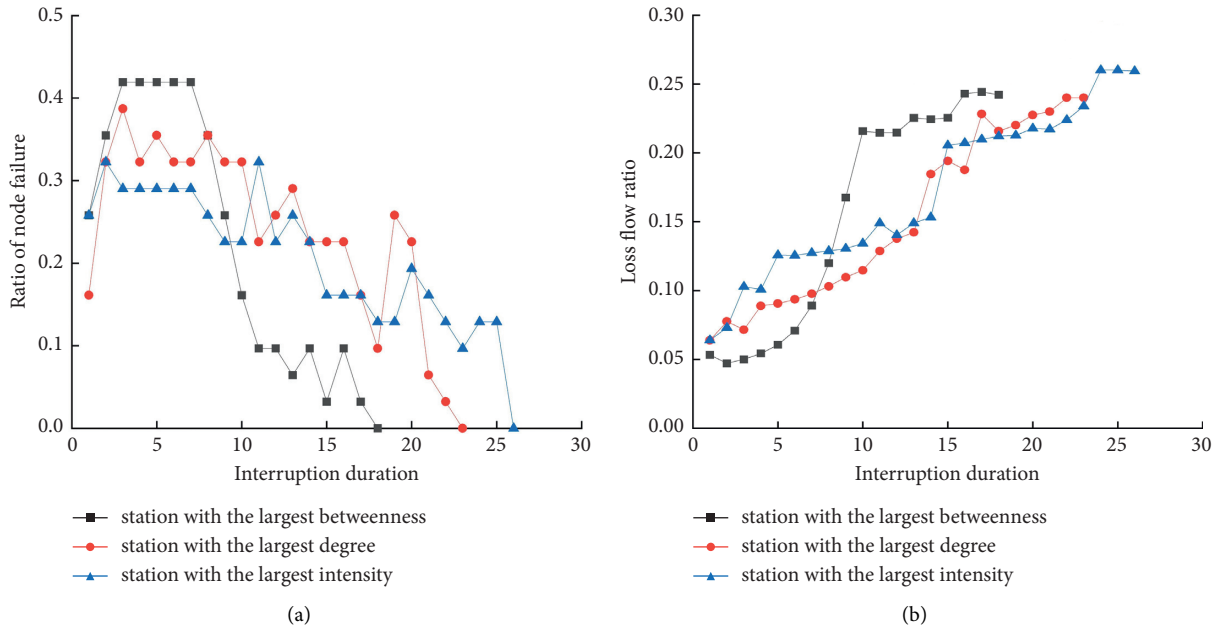 0.5
0.4
0.3
0.2
0.1
0.0
Ratio of node failure
0 5 10 15 20 25 30
Interruption duration
station with the largest betweenness
station with the largest degree
station with the largest intensity
(a)
0.30
0.25
0.20
0.15
0.10
0.05
0.00
Loss flow ratio
0 5 10 15 20 25 30
Interruption duration
station with the largest betweenness
station with the largest degree
station with the largest intensity
(b)